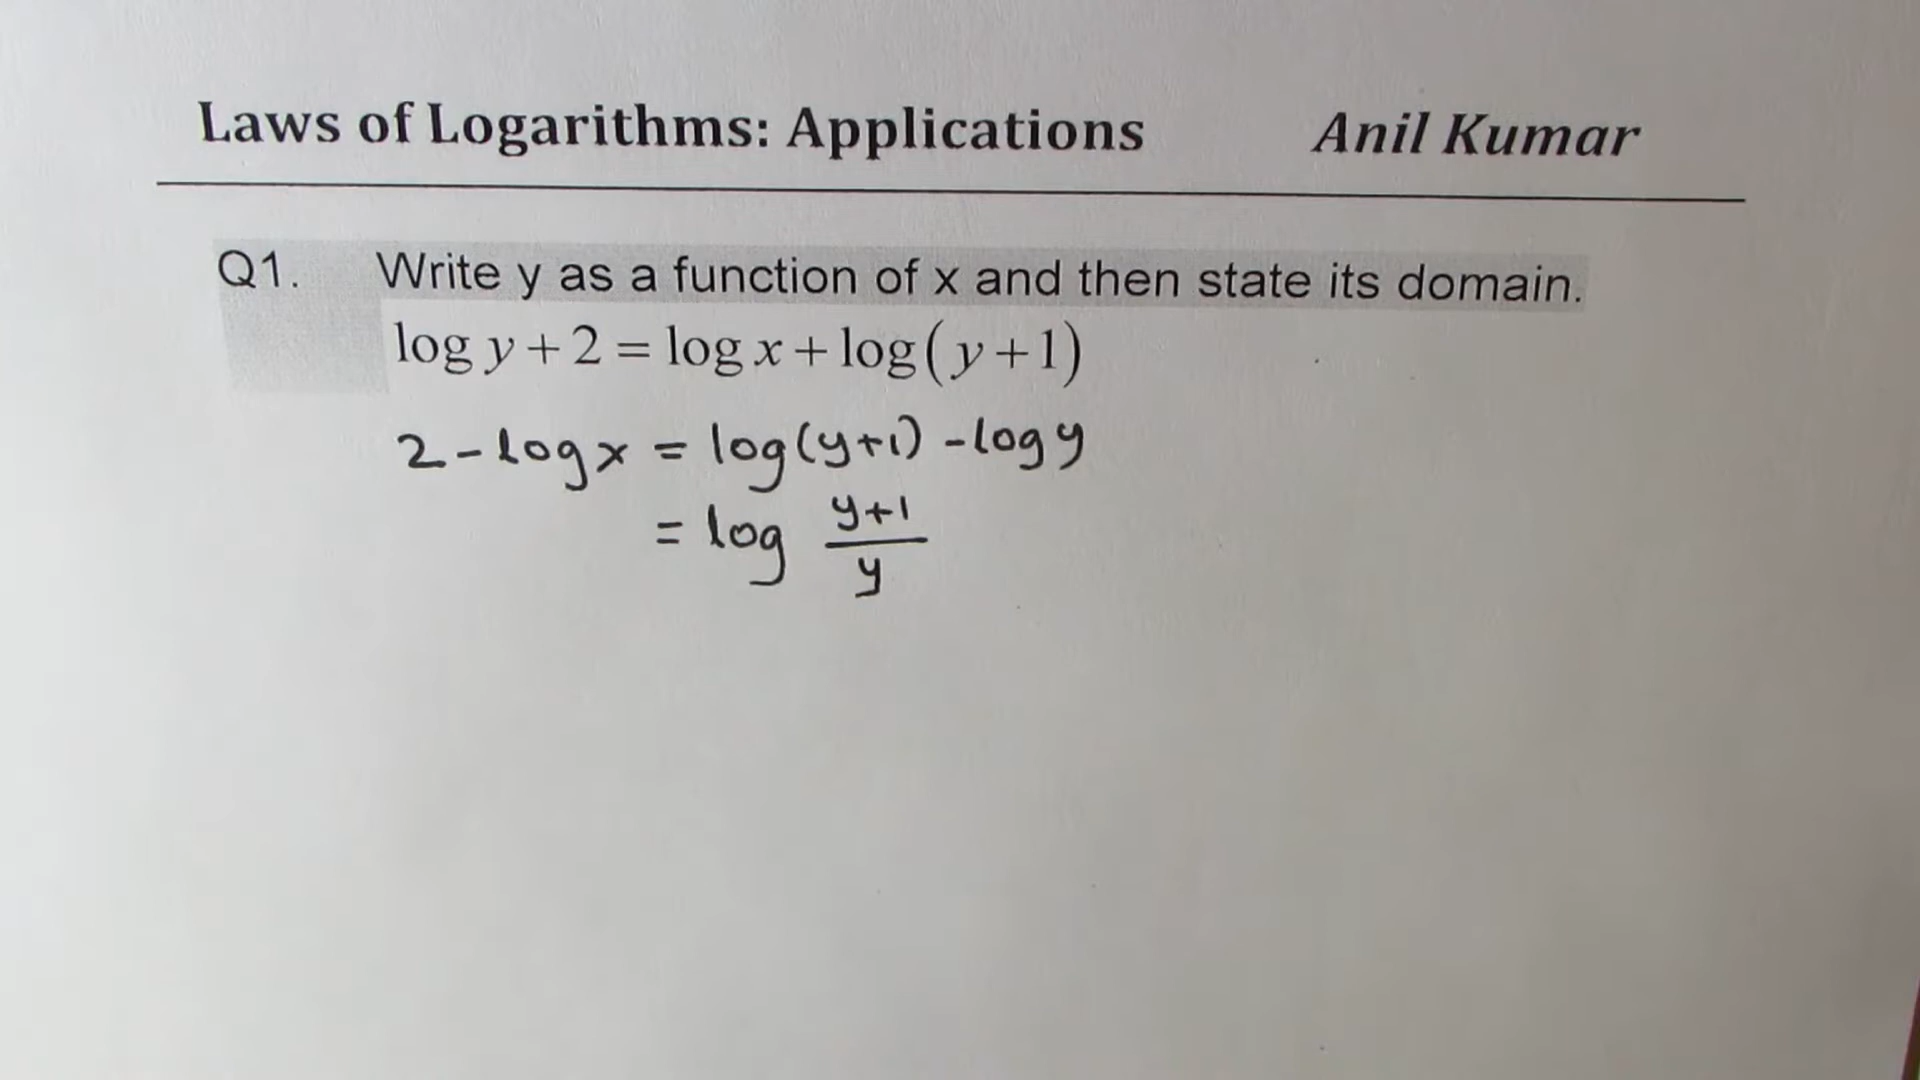 Laws of Logarithms: Applications Anil Kumar
Q1. Write y as a function of x and then state its domain.
log y + 2 = log x + log( y +1)
2 - log x = log(y+1) - log y
= log \frac{y+1}{y}